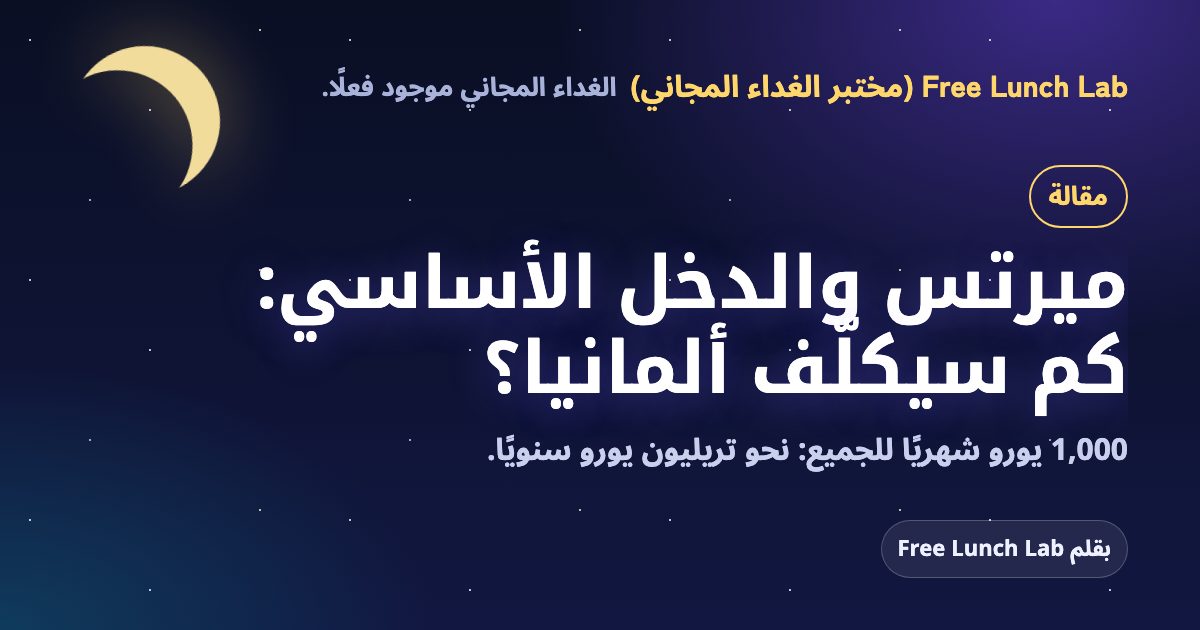 Free Lunch Lab (مختبر الغداء المجاني) الغداء المجاني موجود فعلًا.
مقالة
ميرتس والدخل الأساسي:
كم سيكلّف ألمانيا؟
1,000 يورو شهريًا للجميع: نحو تريليون يورو سنويًا.
بقلم Free Lunch Lab